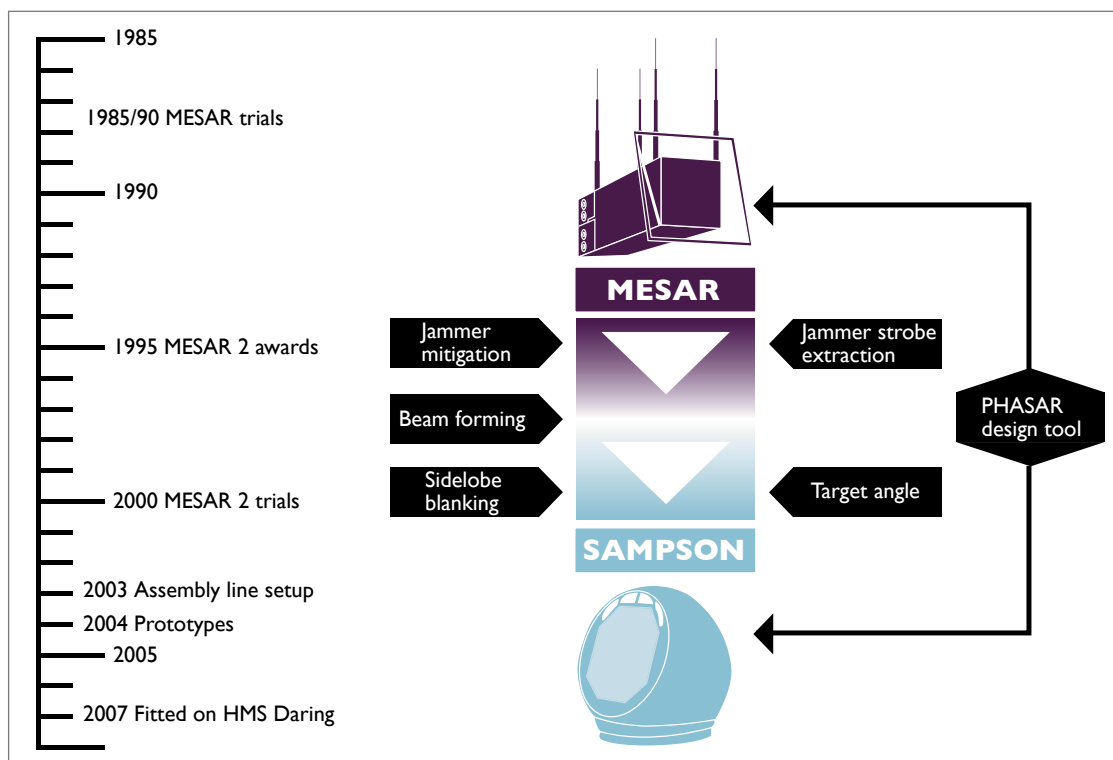 1985
1985/90 MESAR trials
1990
1995 MESAR 2 awards
2000 MESAR 2 trials
2003 Assembly line setup
2004 Prototypes
2005
2007 Fitted on HMS Daring
MESAR
Jammer
mitigation
Jammer strobe
extraction
Beam forming
Sidelobe
blanking
Target angle
SAMPSON
PHASAR
design tool